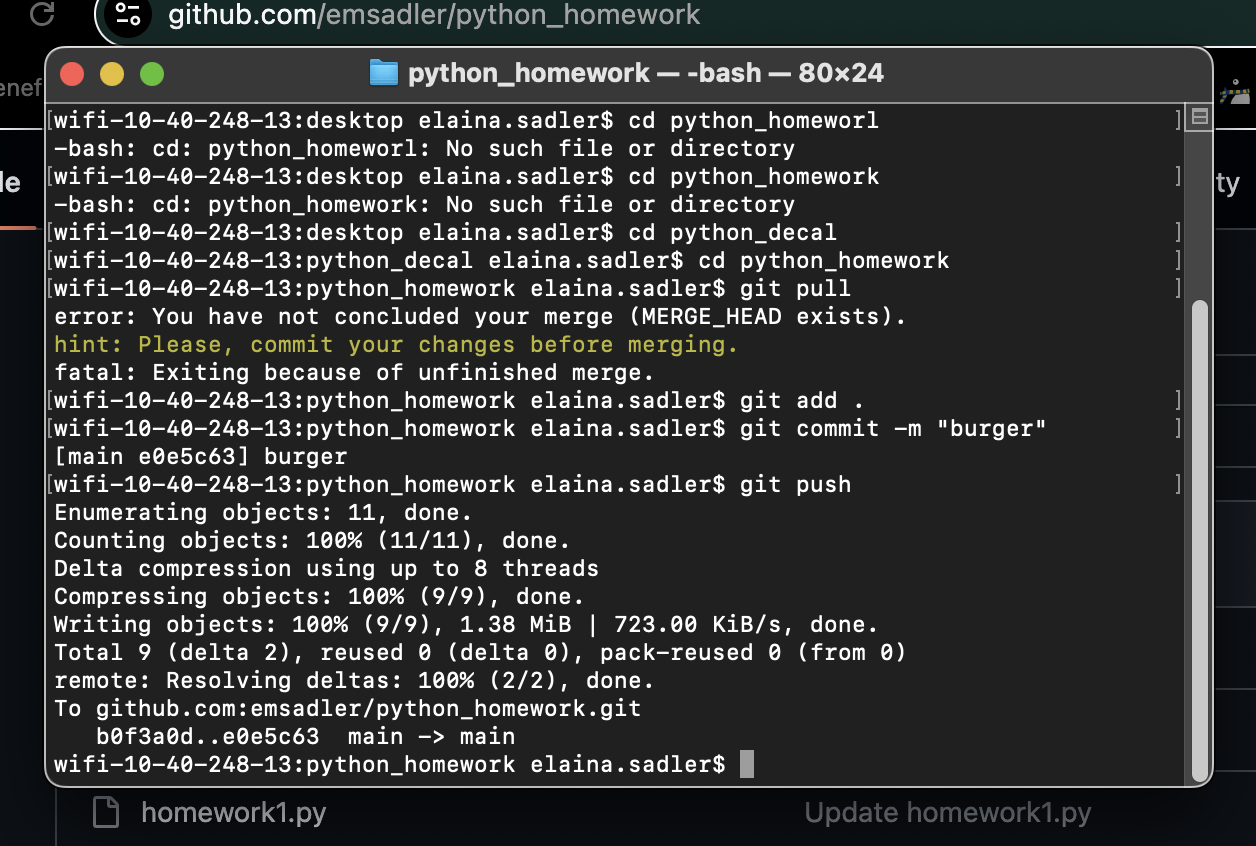 github.com/emsadler/python_homework
python_homework — -bash — 80×24
enef
[wifi-10-40-248-13:desktop elaina.sadler$ cd python_homeworl ]
-bash: cd: python_homeworl: No such file or directory
[wifi-10-40-248-13:desktop elaina.sadler$ cd python_homework ]
-bash: cd: python_homework: No such file or directory
le
ty
[wifi-10-40-248-13:desktop elaina.sadler$ cd python_decal ]
[wifi-10-40-248-13:python_decal elaina.sadler$ cd python_homework ]
[wifi-10-40-248-13:python_homework elaina.sadler$ git pull ]
error: You have not concluded your merge (MERGE_HEAD exists).
hint: Please, commit your changes before merging.
fatal: Exiting because of unfinished merge.
[wifi-10-40-248-13:python_homework elaina.sadler$ git add . ]
[wifi-10-40-248-13:python_homework elaina.sadler$ git commit -m "burger" ]
[main e0e5c63] burger
[wifi-10-40-248-13:python_homework elaina.sadler$ git push ]
Enumerating objects: 11, done.
Counting objects: 100% (11/11), done.
Delta compression using up to 8 threads
Compressing objects: 100% (9/9), done.
Writing objects: 100% (9/9), 1.38 MiB | 723.00 KiB/s, done.
Total 9 (delta 2), reused 0 (delta 0), pack-reused 0 (from 0)
remote: Resolving deltas: 100% (2/2), done.
To github.com:emsadler/python_homework.git
   b0f3a0d..e0e5c63  main -> main
wifi-10-40-248-13:python_homework elaina.sadler$
homework1.py
Update homework1.py